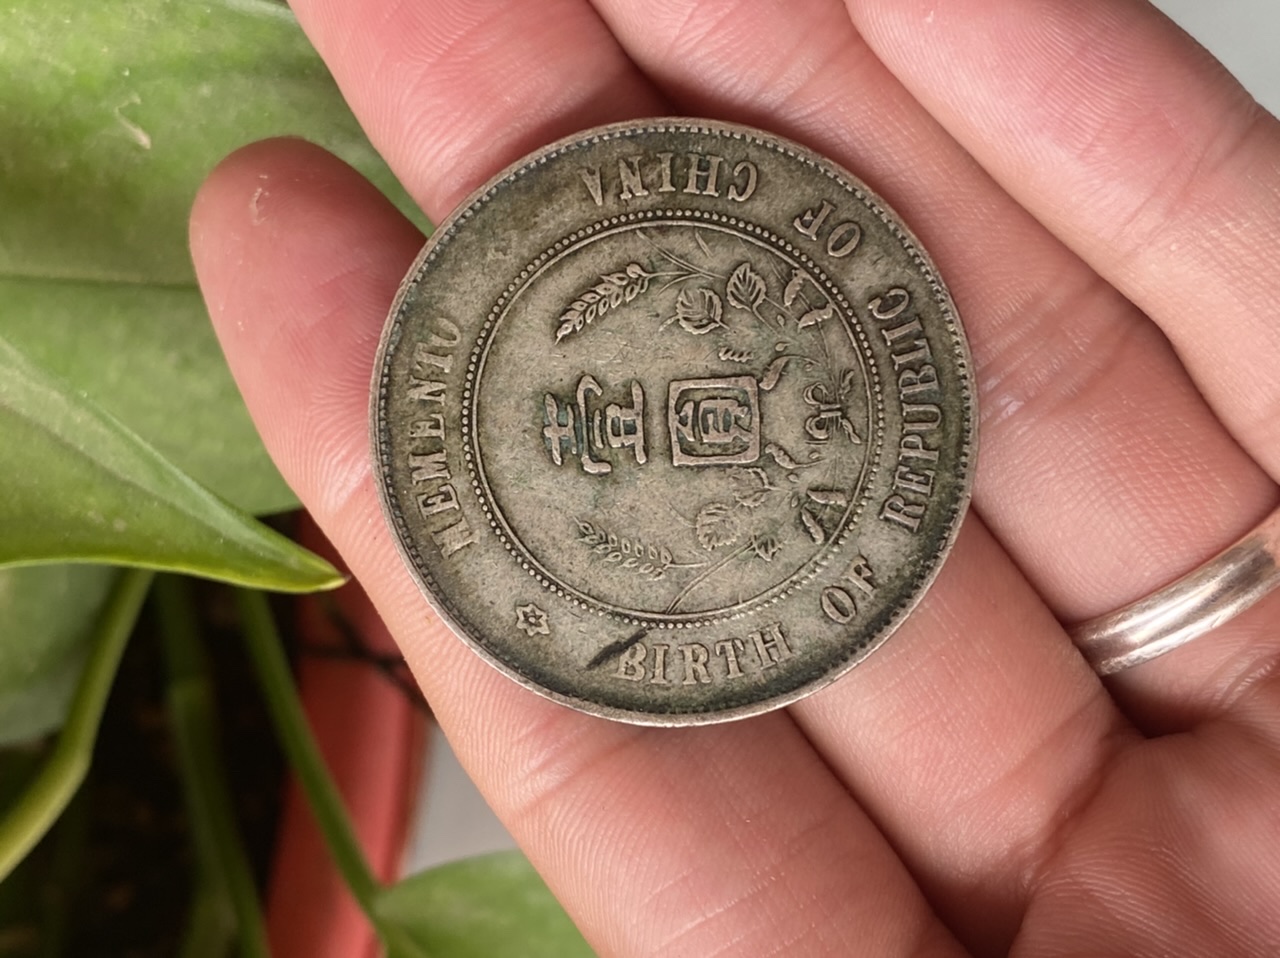 MEMENTO
壹圓
BIRTH OF REPUBLIC OF CHINA